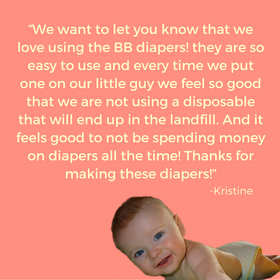 “We want to let you know that we
love using the BB diapers! they are so
easy to use and every time we put
one on our little guy we feel so good
that we are not using a disposable
that will end up in the landfill. And it
feels good to not be spending money
on diapers all the time! Thanks for
making these diapers!”
-Kristine